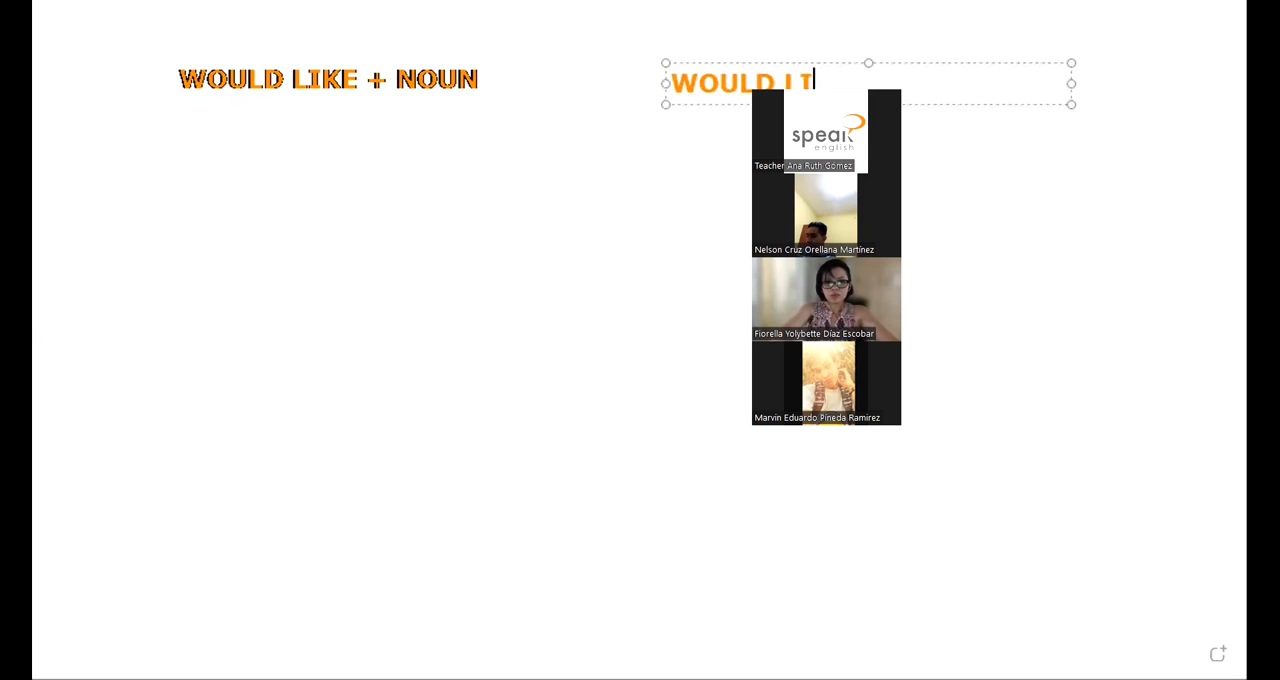 WOULD LIKE + NOUN
WOULD LI
speak
english
Teacher Ana Ruth Gómez
Nelson Cruz Orellana Martínez
Fiorella Yolybette Díaz Escobar
Marvin Eduardo Pineda Ramirez